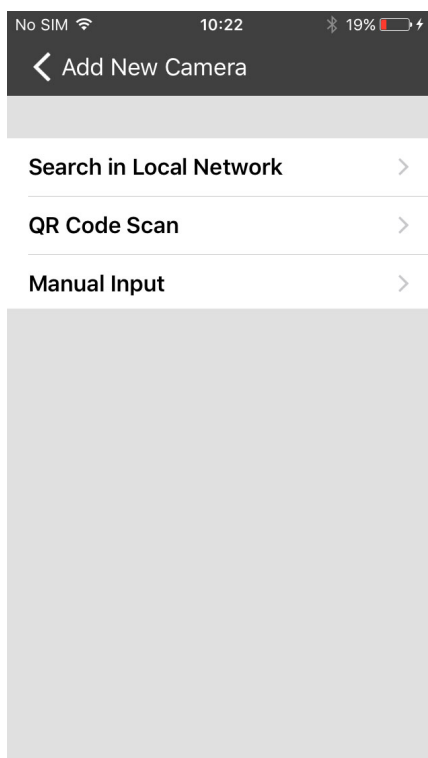 No SIM 10:22 19%
Add New Camera
Search in Local Network
QR Code Scan
Manual Input